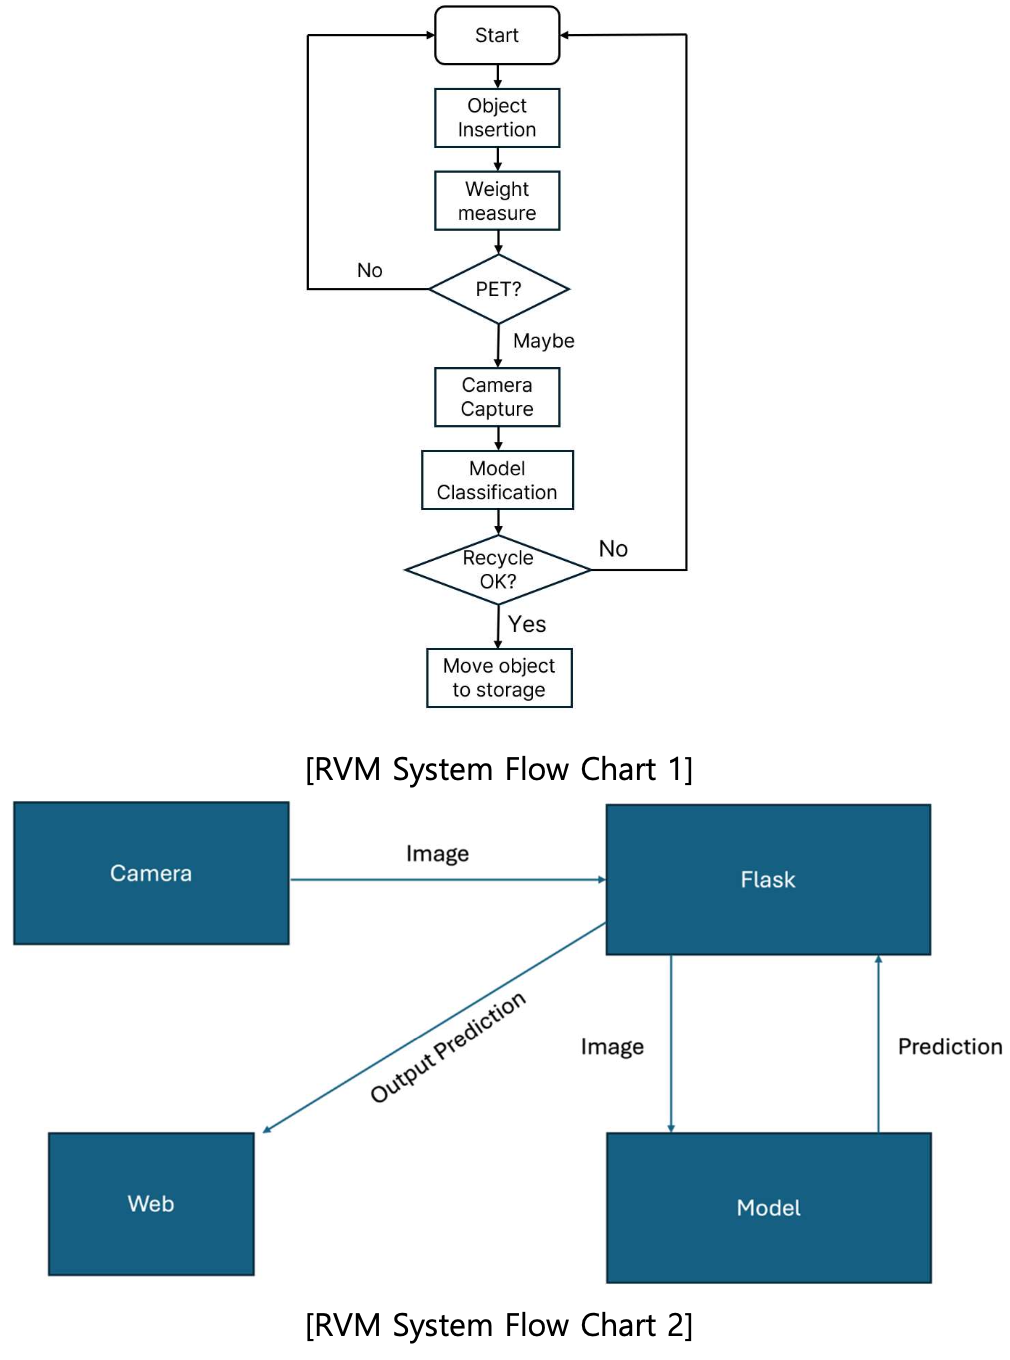 Start
Object
Insertion
Weight
measure
No
PET?
Maybe
Camera
Capture
Model
Classification
No
Recycle
OK?
Yes
Move object
to storage
[RVM System Flow Chart 1]
Camera
Image
Flask
Output Prediction
Image
Prediction
Web
Model
[RVM System Flow Chart 2]